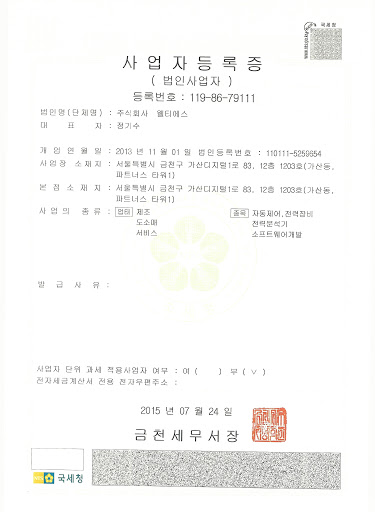 국세청
사업자등록증
( 법인사업자 )
등록번호 : 119-86-79111
법인명(단체명) : 주식회사 웰티에스
대 표 자 : 정기수
개 업 연 월 일 : 2013 년 11 월 01 일 법인등록번호 : 110111-5259654
사업장 소재지 : 서울특별시 금천구 가산디지털1로 83, 12층 1203호(가산동,
파트너스 타워1)
본 점 소 재 지 : 서울특별시 금천구 가산디지털1로 83, 12층 1203호(가산동,
파트너스 타워1)
사 업 의 종 류 : 업태 제조 종목 자동제어,전력장비
도소매 전력분석기
서비스 소프트웨어개발
발 급 사 유 :
사업자 단위 과세 적용사업자 여부 : 여 ( ) 부 ( ∨ )
전자세금계산서 전용 전자우편주소 :
2015 년 07 월 24 일
금천세무서장
국세청